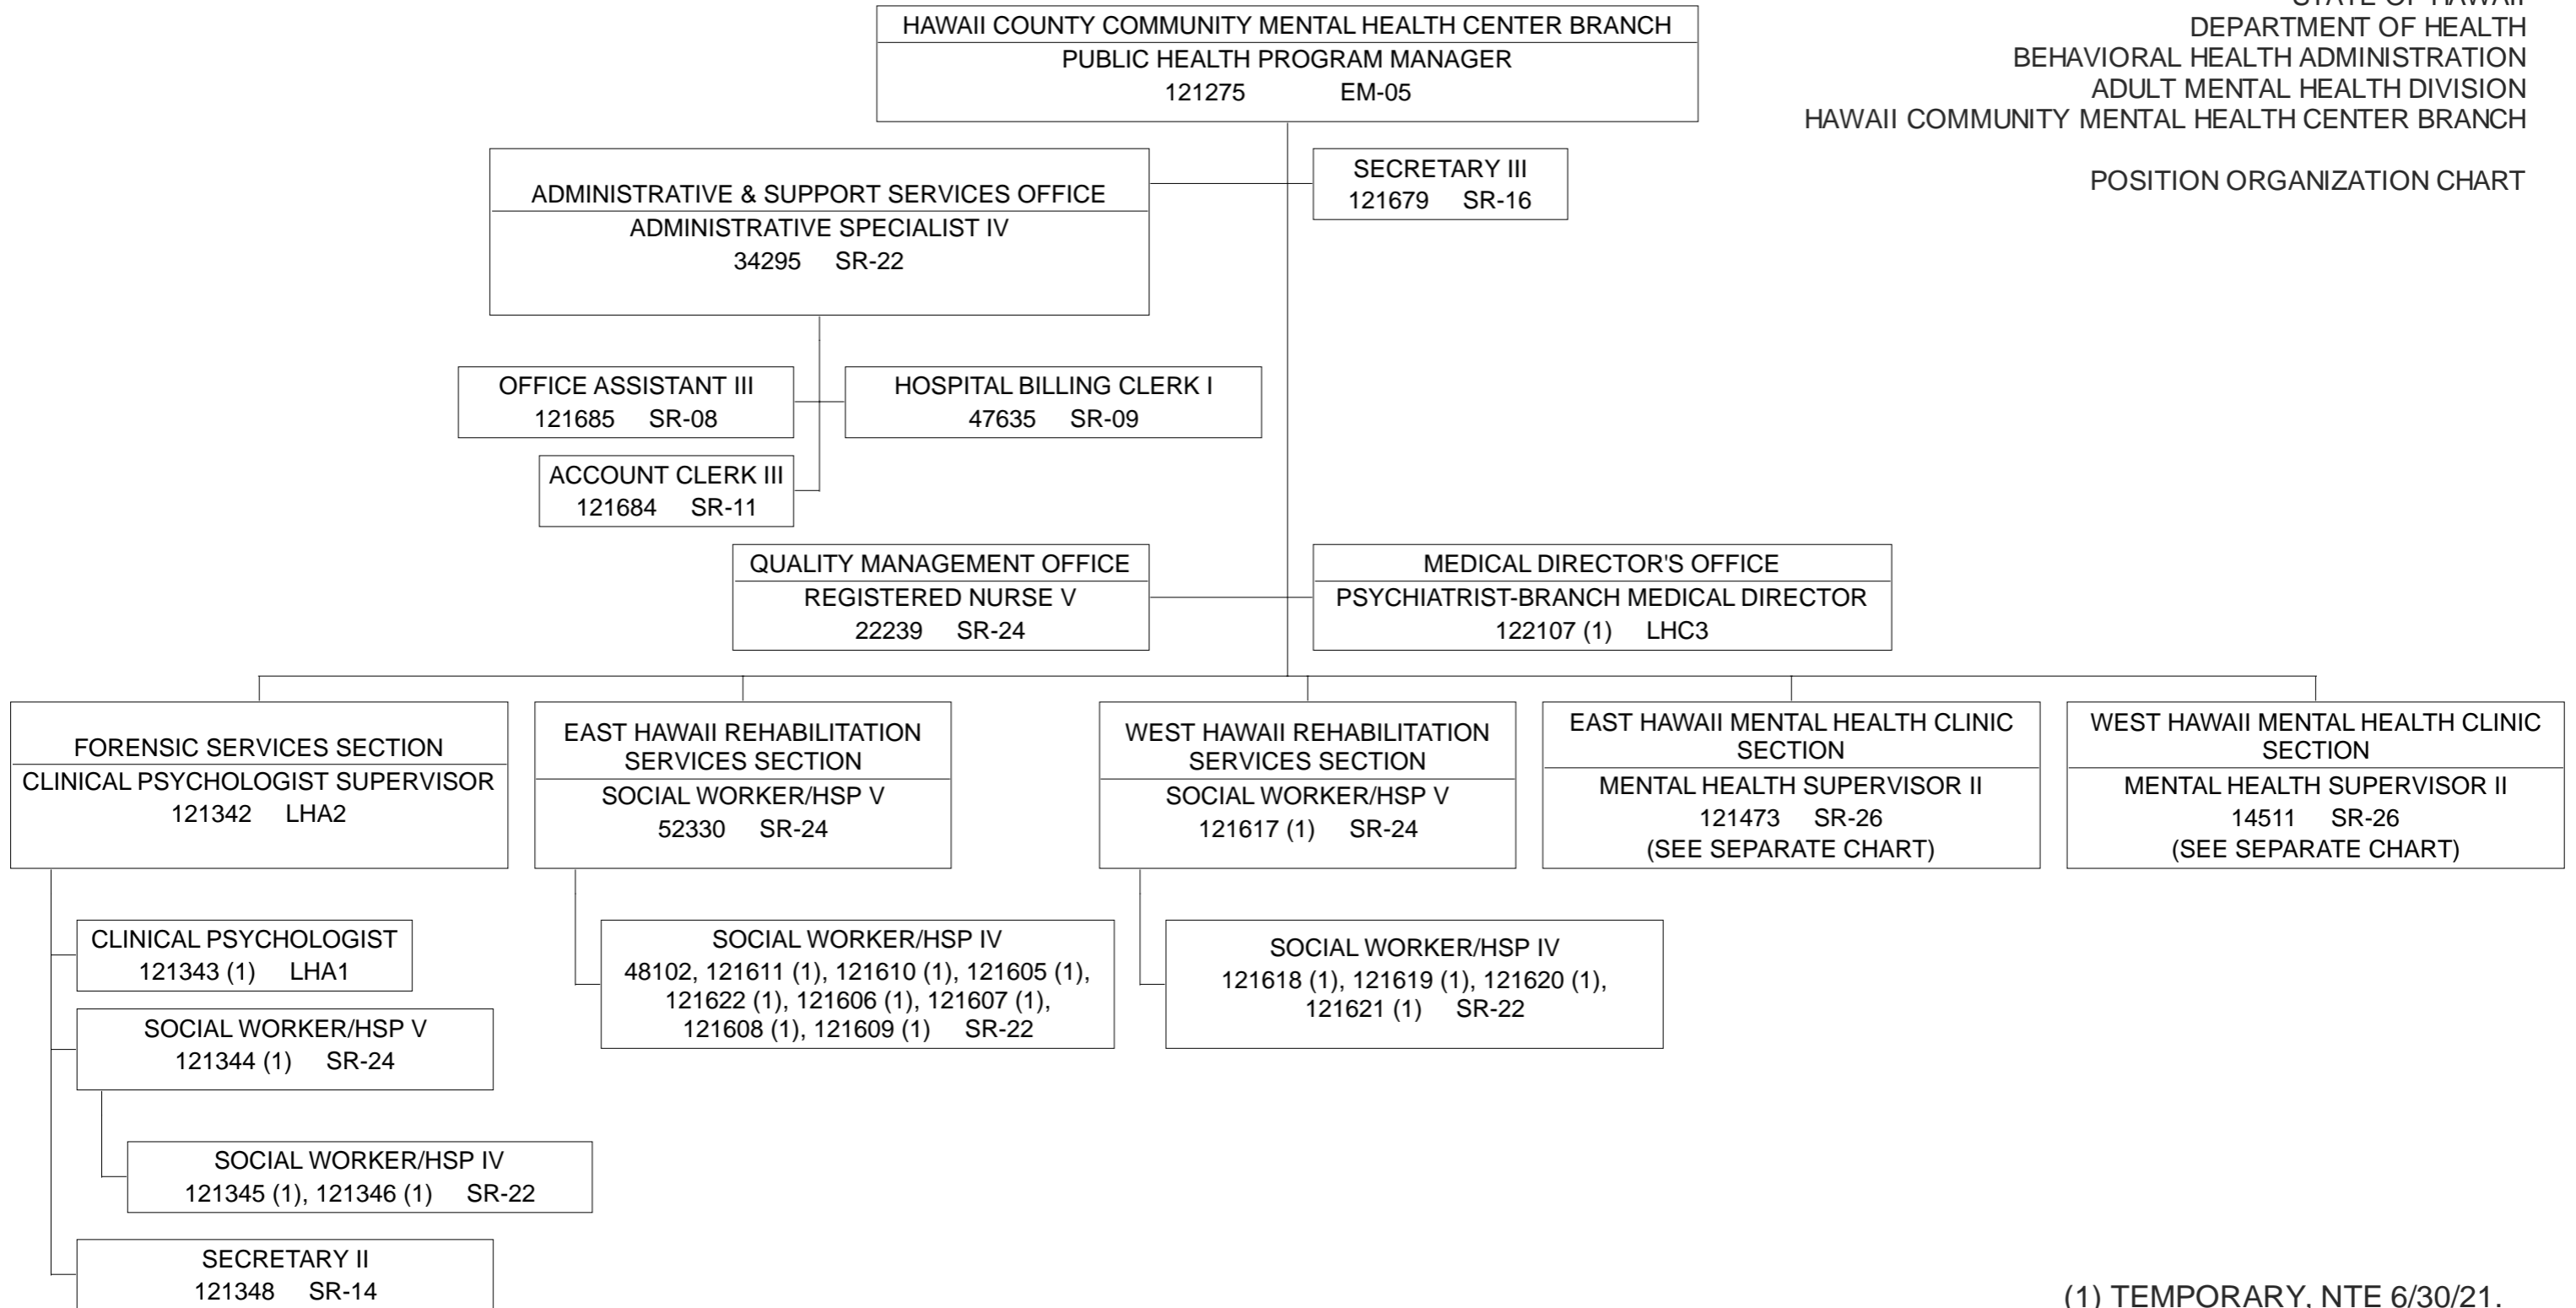 STATE OF HAWAII
DEPARTMENT OF HEALTH
BEHAVIORAL HEALTH ADMINISTRATION
ADULT MENTAL HEALTH DIVISION
HAWAII COMMUNITY MENTAL HEALTH CENTER BRANCH
POSITION ORGANIZATION CHART
HAWAII COUNTY COMMUNITY MENTAL HEALTH CENTER BRANCH
PUBLIC HEALTH PROGRAM MANAGER
121275 EM-05
SECRETARY III
121679 SR-16
ADMINISTRATIVE & SUPPORT SERVICES OFFICE
ADMINISTRATIVE SPECIALIST IV
34295 SR-22
OFFICE ASSISTANT III
121685 SR-08
HOSPITAL BILLING CLERK I
47635 SR-09
ACCOUNT CLERK III
121684 SR-11
QUALITY MANAGEMENT OFFICE
REGISTERED NURSE V
22239 SR-24
MEDICAL DIRECTOR'S OFFICE
PSYCHIATRIST-BRANCH MEDICAL DIRECTOR
122107 (1) LHC3
FORENSIC SERVICES SECTION
CLINICAL PSYCHOLOGIST SUPERVISOR
121342 LHA2
CLINICAL PSYCHOLOGIST
121343 (1) LHA1
SOCIAL WORKER/HSP V
121344 (1) SR-24
SOCIAL WORKER/HSP IV
121345 (1), 121346 (1) SR-22
SECRETARY II
121348 SR-14
EAST HAWAII REHABILITATION
SERVICES SECTION
SOCIAL WORKER/HSP V
52330 SR-24
SOCIAL WORKER/HSP IV
48102, 121611 (1), 121610 (1), 121605 (1),
121622 (1), 121606 (1), 121607 (1),
121608 (1), 121609 (1) SR-22
WEST HAWAII REHABILITATION
SERVICES SECTION
SOCIAL WORKER/HSP V
121617 (1) SR-24
SOCIAL WORKER/HSP IV
121618 (1), 121619 (1), 121620 (1),
121621 (1) SR-22
EAST HAWAII MENTAL HEALTH CLINIC
SECTION
MENTAL HEALTH SUPERVISOR II
121473 SR-26
(SEE SEPARATE CHART)
WEST HAWAII MENTAL HEALTH CLINIC
SECTION
MENTAL HEALTH SUPERVISOR II
14511 SR-26
(SEE SEPARATE CHART)
(1) TEMPORARY, NTE 6/30/21.